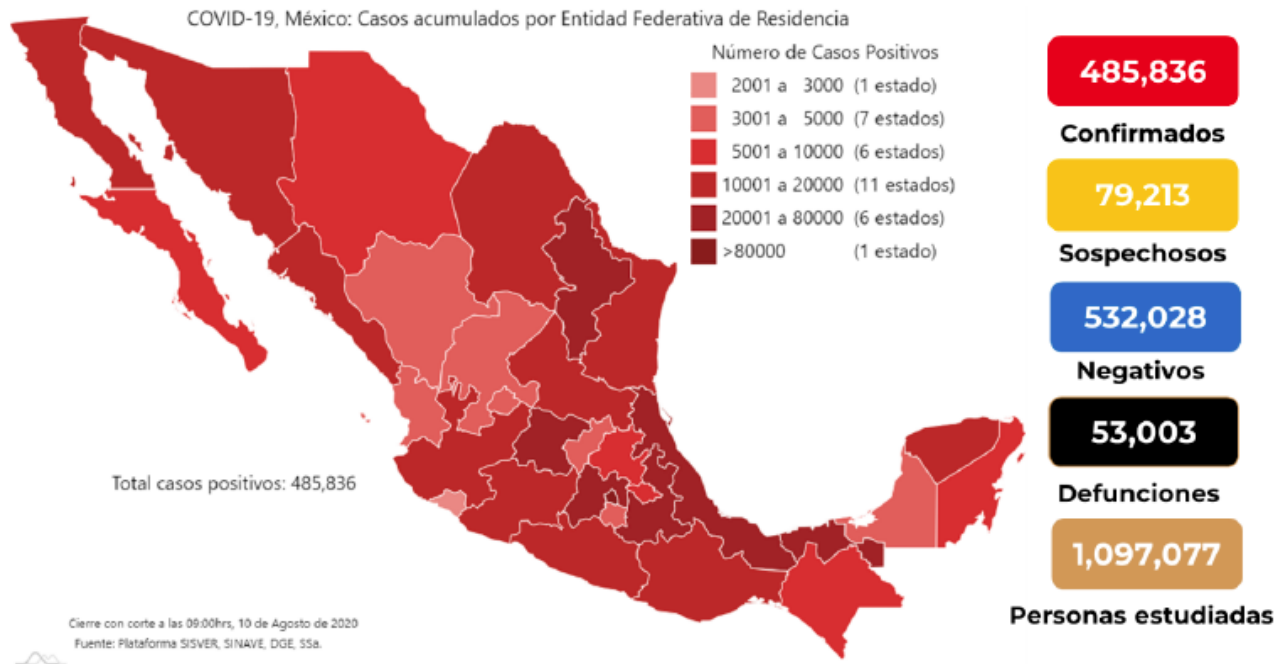 COVID-19, México: Casos acumulados por Entidad Federativa de Residencia
Número de Casos Positivos
2001 a 3000 (1 estado)
3001 a 5000 (7 estados)
5001 a 10000 (6 estados)
10001 a 20000 (11 estados)
20001 a 80000 (6 estados)
>80000 (1 estado)
Total casos positivos: 485,836
Cierre con corte a las 09:00hrs, 10 de Agosto de 2020
Fuente: Plataforma SISVER, SINAVE, DGE, SSa.
485,836
Confirmados
79,213
Sospechosos
532,028
Negativos
53,003
Defunciones
1,097,077
Personas estudiadas